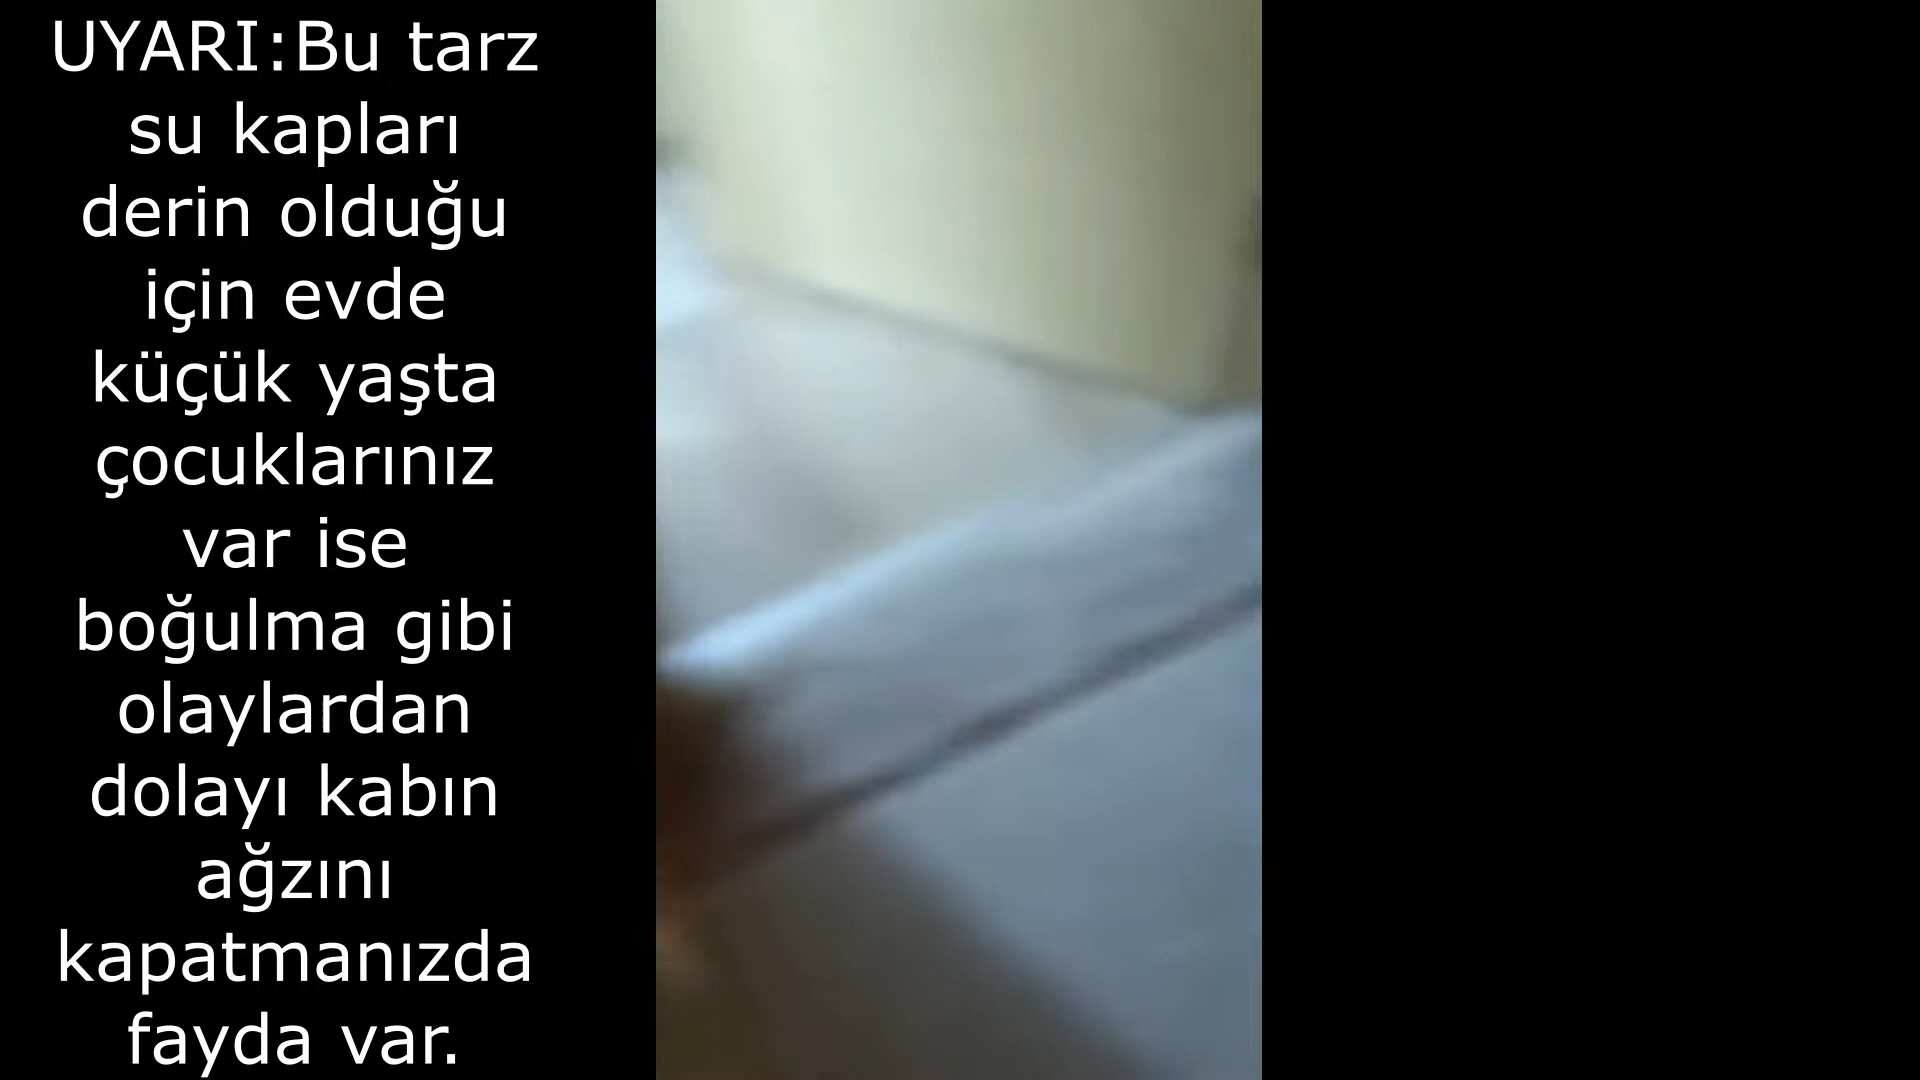 UYARI:Bu tarz
su kapları
derin olduğu
için evde
küçük yaşta
çocuklarınız
var ise
boğulma gibi
olaylardan
dolayı kabın
ağzını
kapatmanızda
fayda var.